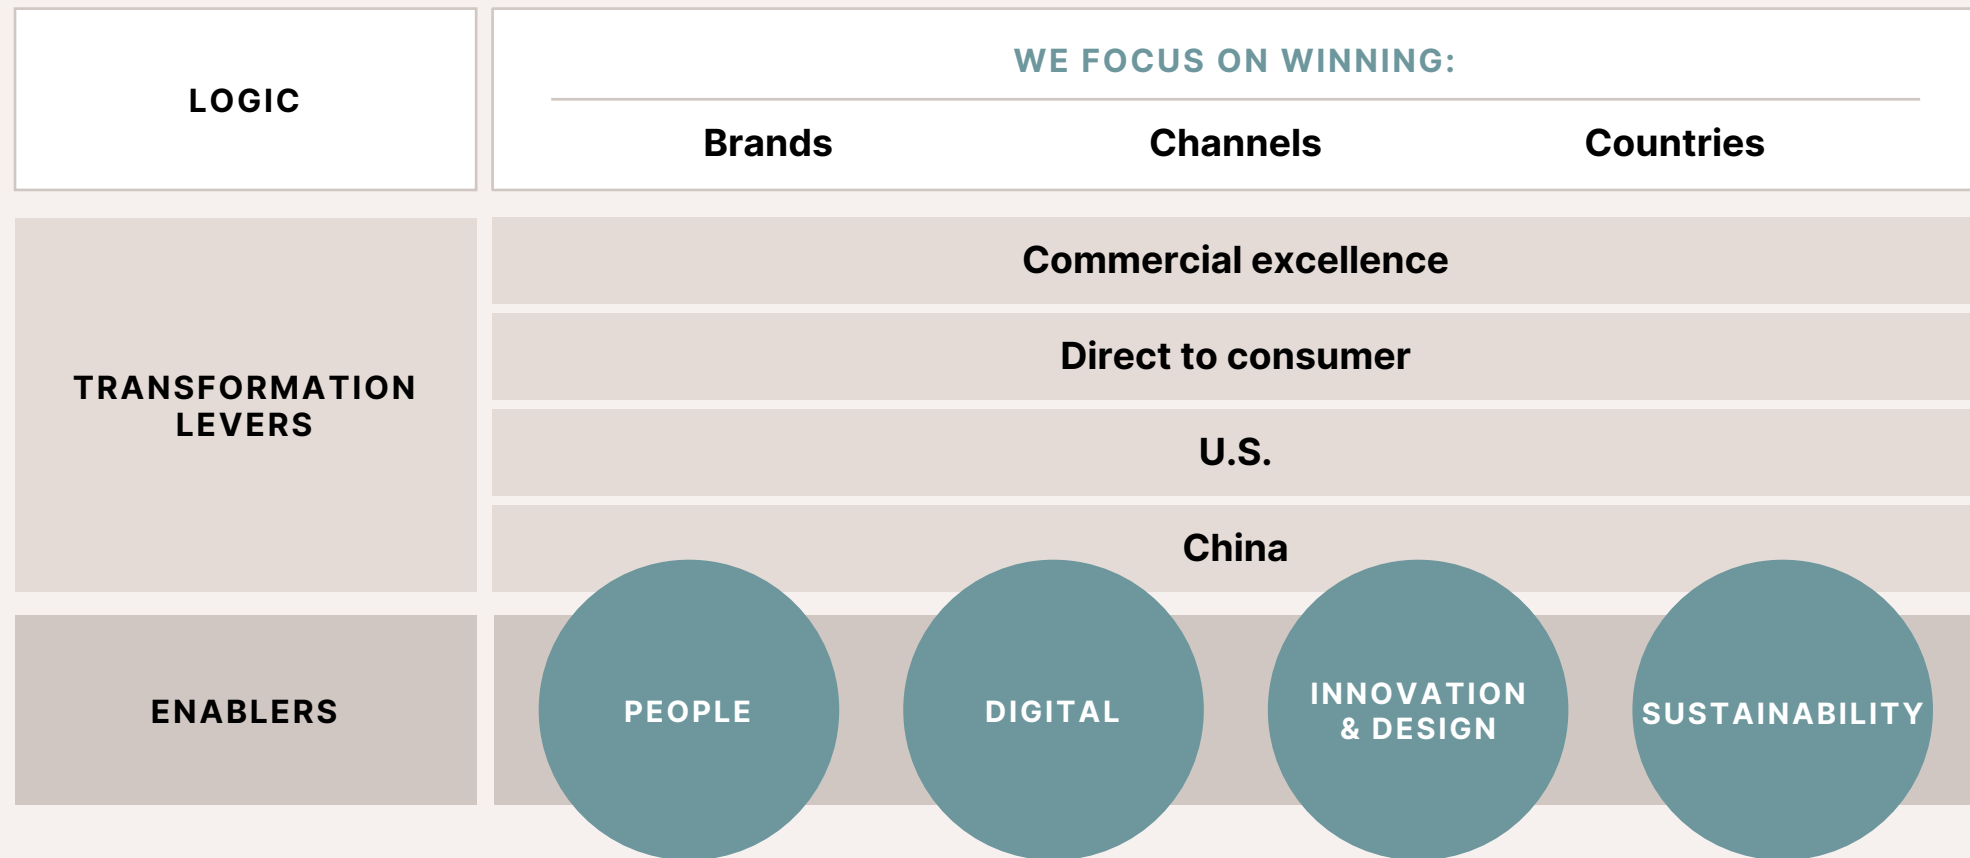 LOGIC
WE FOCUS ON WINNING:
Brands
Channels
Countries
TRANSFORMATION
LEVERS
Commercial excellence
Direct to consumer
U.S.
China
ENABLERS
PEOPLE
DIGITAL
INNOVATION
& DESIGN
SUSTAINABILITY